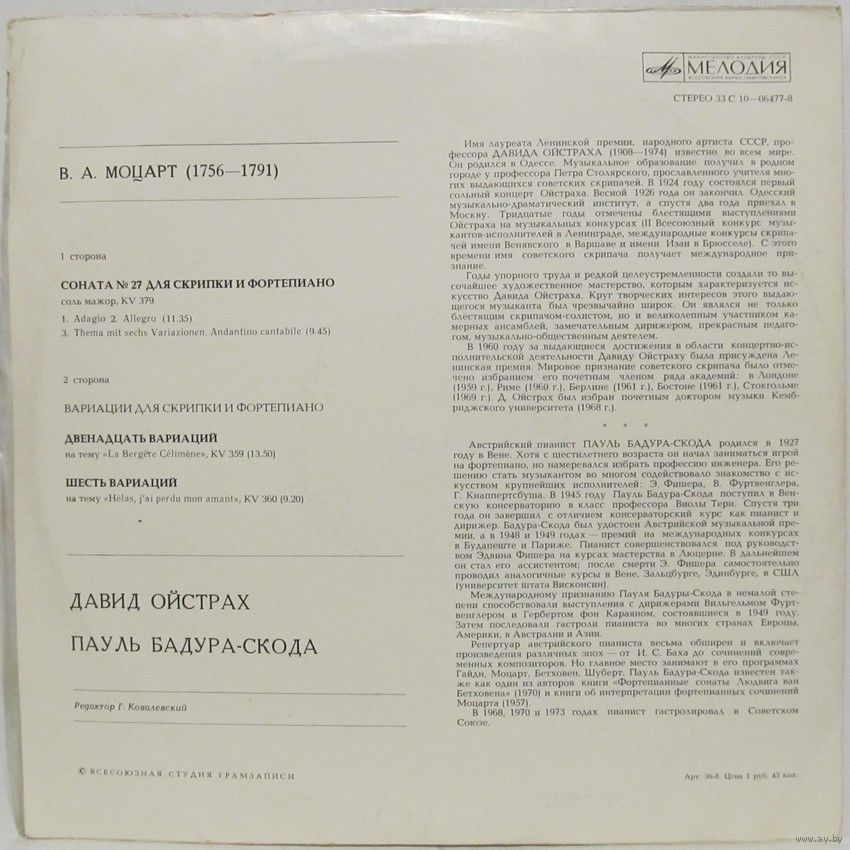 МИНИСТЕРСТВО КУЛЬТУРЫ СССР
МЕЛОДИЯ
ВСЕСОЮЗНАЯ ФИРМА ГРАМПЛАСТИНОК
СТЕРЕО 33 С 10—06477-8
В. А. МОЦАРТ (1756—1791)
1 сторона
СОНАТА № 27 ДЛЯ СКРИПКИ И ФОРТЕПИАНО
соль мажор, KV 379
1. Adagio 2. Allegro (11.35)
3. Thema mit sechs Variazionen. Andantino cantabile (9.45)
2 сторона
ВАРИАЦИИ ДЛЯ СКРИПКИ И ФОРТЕПИАНО
ДВЕНАДЦАТЬ ВАРИАЦИЙ
на тему «La Bergére Célimène», KV 359 (13.50)
ШЕСТЬ ВАРИАЦИЙ
на тему «Hélas, j'ai perdu mon amant», KV 360 (9.20)
ДАВИД ОЙСТРАХ
ПАУЛЬ БАДУРА-СКОДА
Редактор Г. Ковалевский
© ВСЕСОЮЗНАЯ СТУДИЯ ГРАМЗАПИСИ
Имя лауреата Ленинской премии, народного артиста СССР, про-
фессора ДАВИДА ОЙСТРАХА (1908—1974) известно во всем мире.
Он родился в Одессе. Музыкальное образование получил в родном
городе у профессора Петра Столярского, прославленного учителя мно-
гих выдающихся советских скрипачей. В 1924 году состоялся первый
сольный концерт Ойстраха. Весной 1926 года он закончил Одесский
музыкально-драматический институт, а спустя два года приехал в
Москву. Тридцатые годы отмечены блестящими выступлениями
Ойстраха на музыкальных конкурсах (II Всесоюзный конкурс музы-
кантов-исполнителей в Ленинграде, международные конкурсы скрипа-
чей имени Венявского в Варшаве и имени Изаи в Брюсселе). С этого
времени имя советского скрипача получает международное при-
знание.
Годы упорного труда и редкой целеустремленности создали то вы-
сочайшее художественное мастерство, которым характеризуется ис-
кусство Давида Ойстраха. Круг творческих интересов этого выдаю-
щегося музыканта был чрезвычайно широк. Он являлся не только
блестящим скрипачом-солистом, но и великолепным участником ка-
мерных ансамблей, замечательным дирижером, прекрасным педаго-
гом, музыкально-общественным деятелем.
В 1960 году за выдающиеся достижения в области концертно-ис-
полнительской деятельности Давиду Ойстраху была присуждена Ле-
нинская премия. Мировое признание советского скрипача было отме-
чено избранием его почетным членом ряда академий: в Лондоне
(1959 г.), Риме (1960 г.), Берлине (1961 г.), Бостоне (1961 г.), Стокгольме
(1969 г.). Д. Ойстрах был избран почетным доктором музыки Кемб-
риджского университета (1968 г.).
* * *
Австрийский пианист ПАУЛЬ БАДУРА-СКОДА родился в 1927
году в Вене. Хотя с шестилетнего возраста он начал заниматься игрой
на фортепиано, но намеревался избрать профессию инженера. Его ре-
шению стать музыкантом во многом содействовало знакомство с ис-
кусством крупнейших исполнителей: Э. Фишера, В. Фуртвенглера,
Г. Кнаппертсбуша. В 1945 году Пауль Бадура-Скода поступил в Вен-
скую консерваторию в класс профессора Виолы Терн. Спустя три
года он завершил с отличием консерваторский курс как пианист и
дирижер. Бадура-Скода был удостоен Австрийской музыкальной пре-
мии, а в 1948 и 1949 годах — премий на международных конкурсах
в Будапеште и Париже. Пианист совершенствовался под руководст-
вом Эдвина Фишера на курсах мастерства в Люцерне. В дальнейшем
он стал его ассистентом; после смерти Э. Фишера самостоятельно
проводил аналогичные курсы в Вене, Зальцбурге, Эдинбурге, в США
(университет штата Висконсин).
Международному признанию Пауля Бадуры-Скода в немалой сте-
пени способствовали выступления с дирижерами Вильгельмом Фурт-
венглером и Гербертом фон Караяном, состоявшиеся в 1949 году.
Затем последовали гастроли пианиста во многих странах Европы,
Америки, в Австралии и Азии.
Репертуар австрийского пианиста весьма обширен и включает
произведения различных эпох — от И. С. Баха до сочинений совре-
менных композиторов. Но главное место занимают в его программах
Гайдн, Моцарт, Бетховен, Шуберт. Пауль Бадура-Скода известен так-
же как один из авторов книги «Фортепианные сонаты Людвига ван
Бетховена» (1970) и книги об интерпретации фортепианных сочинений
Моцарта (1957).
В 1968, 1970 и 1973 годах пианист гастролировал в Советском
Союзе.
Арт. 36-8. Цена 1 руб. 45 коп.
www.ay.by